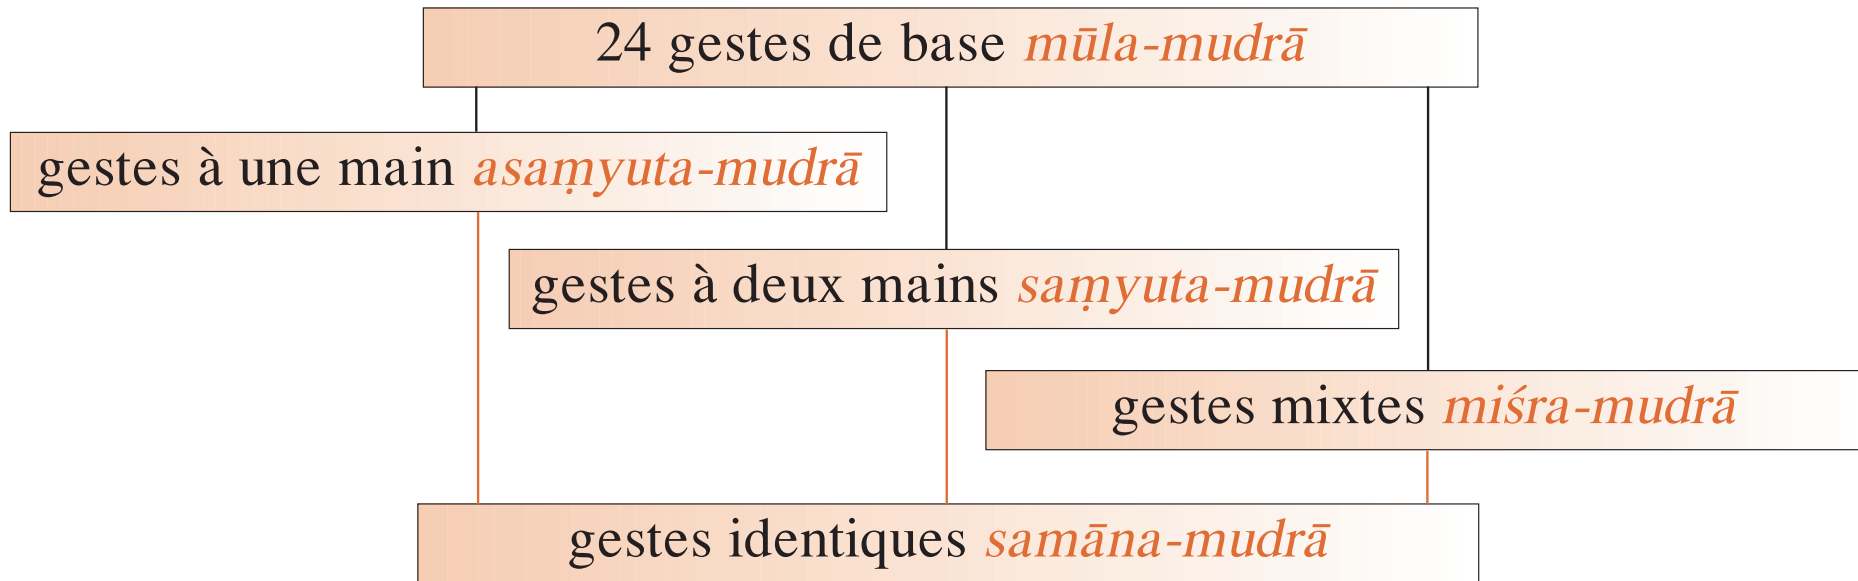 24 gestes de base mūla-mudrā
gestes à une main asaṃyuta-mudrā
gestes à deux mains saṃyuta-mudrā
gestes mixtes miśra-mudrā
gestes identiques samāna-mudrā